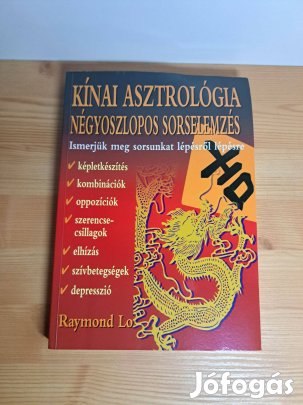 KÍNAI ASZTROLÓGIA
NÉGYOSZLOPOS SORSELEMZÉS
Ismerjük meg sorsunkat lépésről lépésre
✓ képletkészítés
✓ kombinációk
✓ oppozíciók
✓ szerencse-
csillagok
✓ elhízás
✓ szívbetegségek
✓ depresszió
Raymond Lo
Jófogás